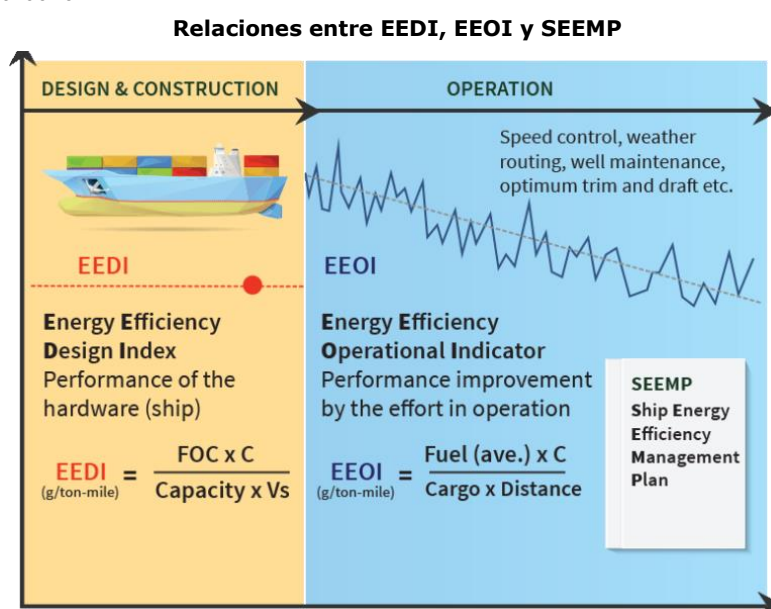 Relaciones entre EEDI, EEOI y SEEMP
DESIGN & CONSTRUCTION
OPERATION
Speed control, weather
routing, well maintenance,
optimum trim and draft etc.
EEDI
Energy Efficiency
Design Index
Performance of the
hardware (ship)
EEDI (g/ton-mile) = FOC x C
Capacity x Vs
EEOI
Energy Efficiency
Operational Indicator
Performance improvement
by the effort in operation
EEOI (g/ton-mile) = Fuel (ave.) x C
Cargo x Distance
SEEMP
Ship Energy
Efficiency
Management
Plan